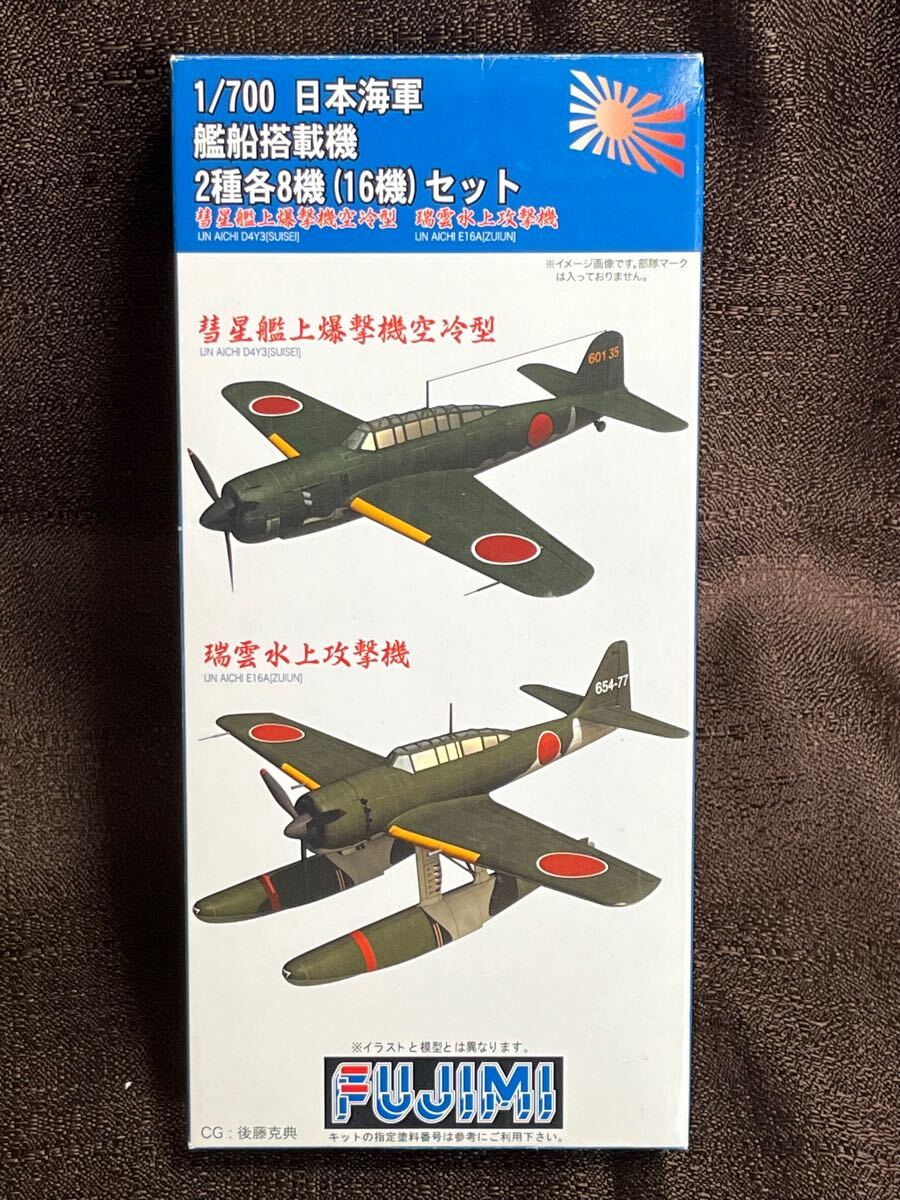 1/700 日本海軍
艦船搭載機
2種各8機(16機)セット
彗星艦上爆撃機空冷型 瑞雲水上攻撃機
IJN AICHI D4Y3[SUISEI] IJN AICHI E16A[ZUIUN]
※イメージ画像です。部隊マーク
は入っておりません。
彗星艦上爆撃機空冷型
IJN AICHI D4Y3[SUISEI]
601 35
瑞雲水上攻撃機
IJN AICHI E16A[ZUIUN]
654-77
※イラストと模型とは異なります。
FUJIMI
CG:後藤克典
キットの指定塗料番号は参考にご利用下さい。